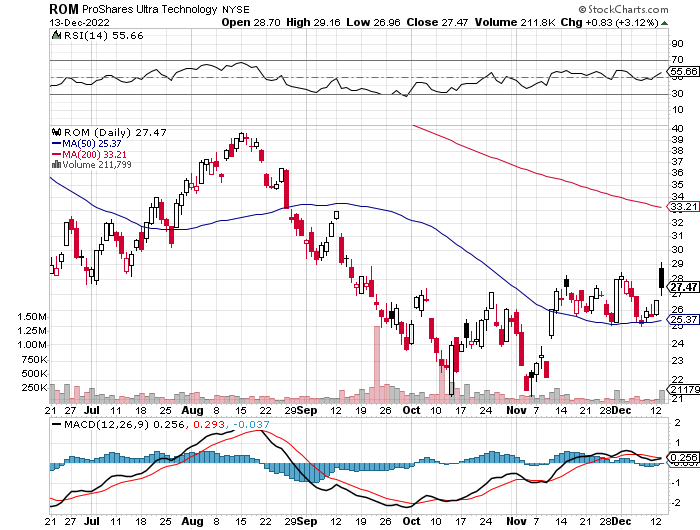 ROM ProShares Ultra Technology NYSE © StockCharts.com
13-Dec-2022 Open 28.70 High 29.16 Low 26.96 Close 27.47 Volume 211.8K Chg +0.83 (+3.12%)
RSI(14) 55.66
90
70
55.66
50
30
10
ROM (Daily) 27.47
MA(50) 25.37
MA(200) 33.21
Volume 211,799
40
39
38
37
36
35
34
33.21
32
31
30
29
28
27.47
27
26
25.37
25
24
23
22
21179
21
1.50M
1.25M
1.00M
750K
500K
250K
21 27 Jul 11 18 25 Aug 8 15 22 29 Sep 12 19 26 Oct 10 17 24 Nov 7 14 21 28 Dec 12
MACD(12,26,9) 0.256, 0.293, -0.037
2
1
0.256
-1
-2
21 27 Jul 11 18 25 Aug 8 15 22 29 Sep 12 19 26 Oct 10 17 24 Nov 7 14 21 28 Dec 12